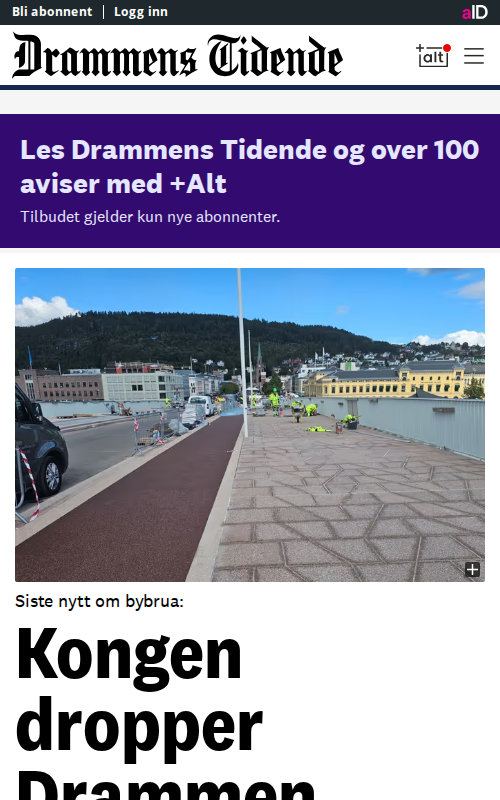 Bli abonnent
Logg inn
aID
Drammens Tidende
+alt
Les Drammens Tidende og over 100
aviser med +Alt
Tilbudet gjelder kun nye abonnenter.
Siste nytt om bybrua:
Kongen
dropper
Drammen